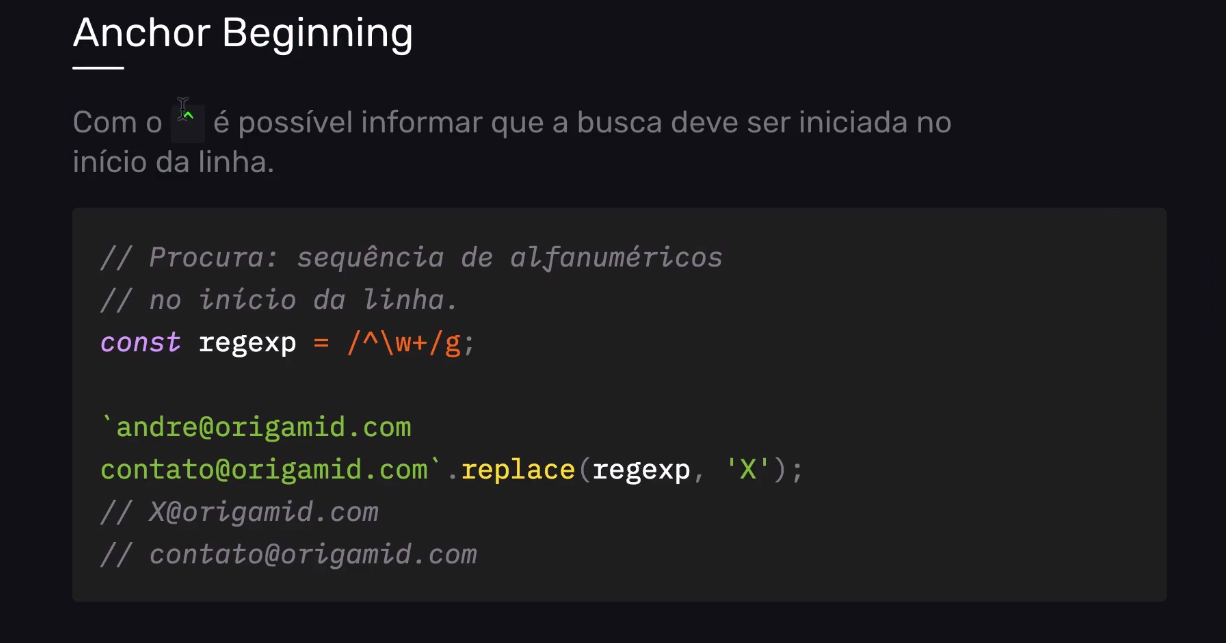 Anchor Beginning
Com o ^ é possível informar que a busca deve ser iniciada no
início da linha.
// Procura: sequência de alfanuméricos
// no início da linha.
const regexp = /^\w+/g;
`andre@origamid.com
contato@origamid.com`.replace(regexp, 'X');
// X@origamid.com
// contato@origamid.com